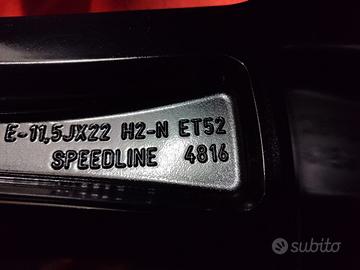 E-11,5JX22 H2-N ET52
SPEEDLINE 4816
subito